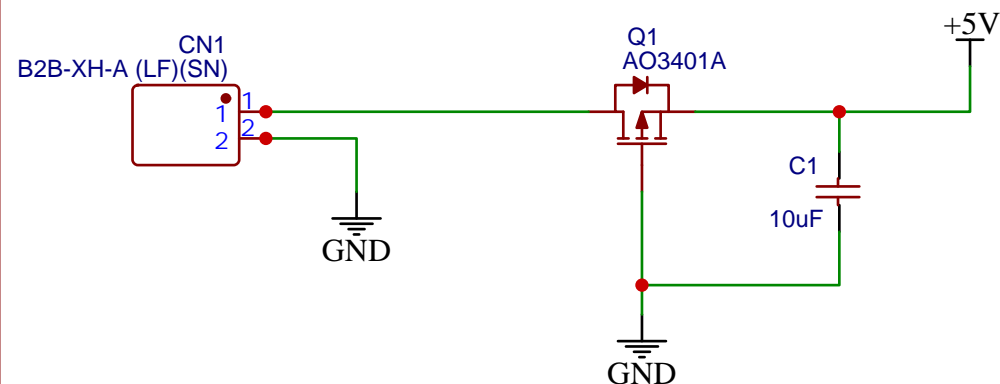 CN1
B2B-XH-A (LF)(SN)
1
1
2
2
GND
Q1
AO3401A
+5V
C1
10uF
GND